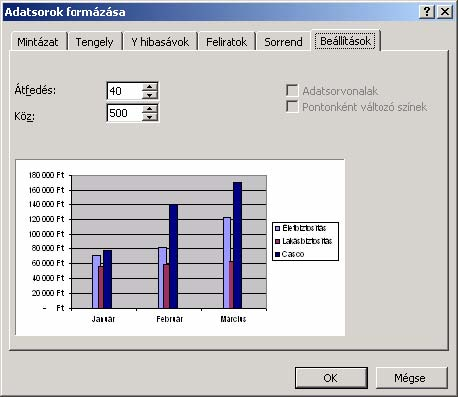 Adatsorok formázása
Mintázat Tengely Y hibasávok Feliratok Sorrend Beállítások
Átfedés: 40
Köz: 500
Adatsorvonalak
Pontonként változó színek
180 000 Ft
160 000 Ft
140 000 Ft
120 000 Ft
100 000 Ft
80 000 Ft
60 000 Ft
40 000 Ft
20 000 Ft
- Ft
Január Február Március
Életbiztosítás
Lakásbiztosítás
Casco
OK Mégse